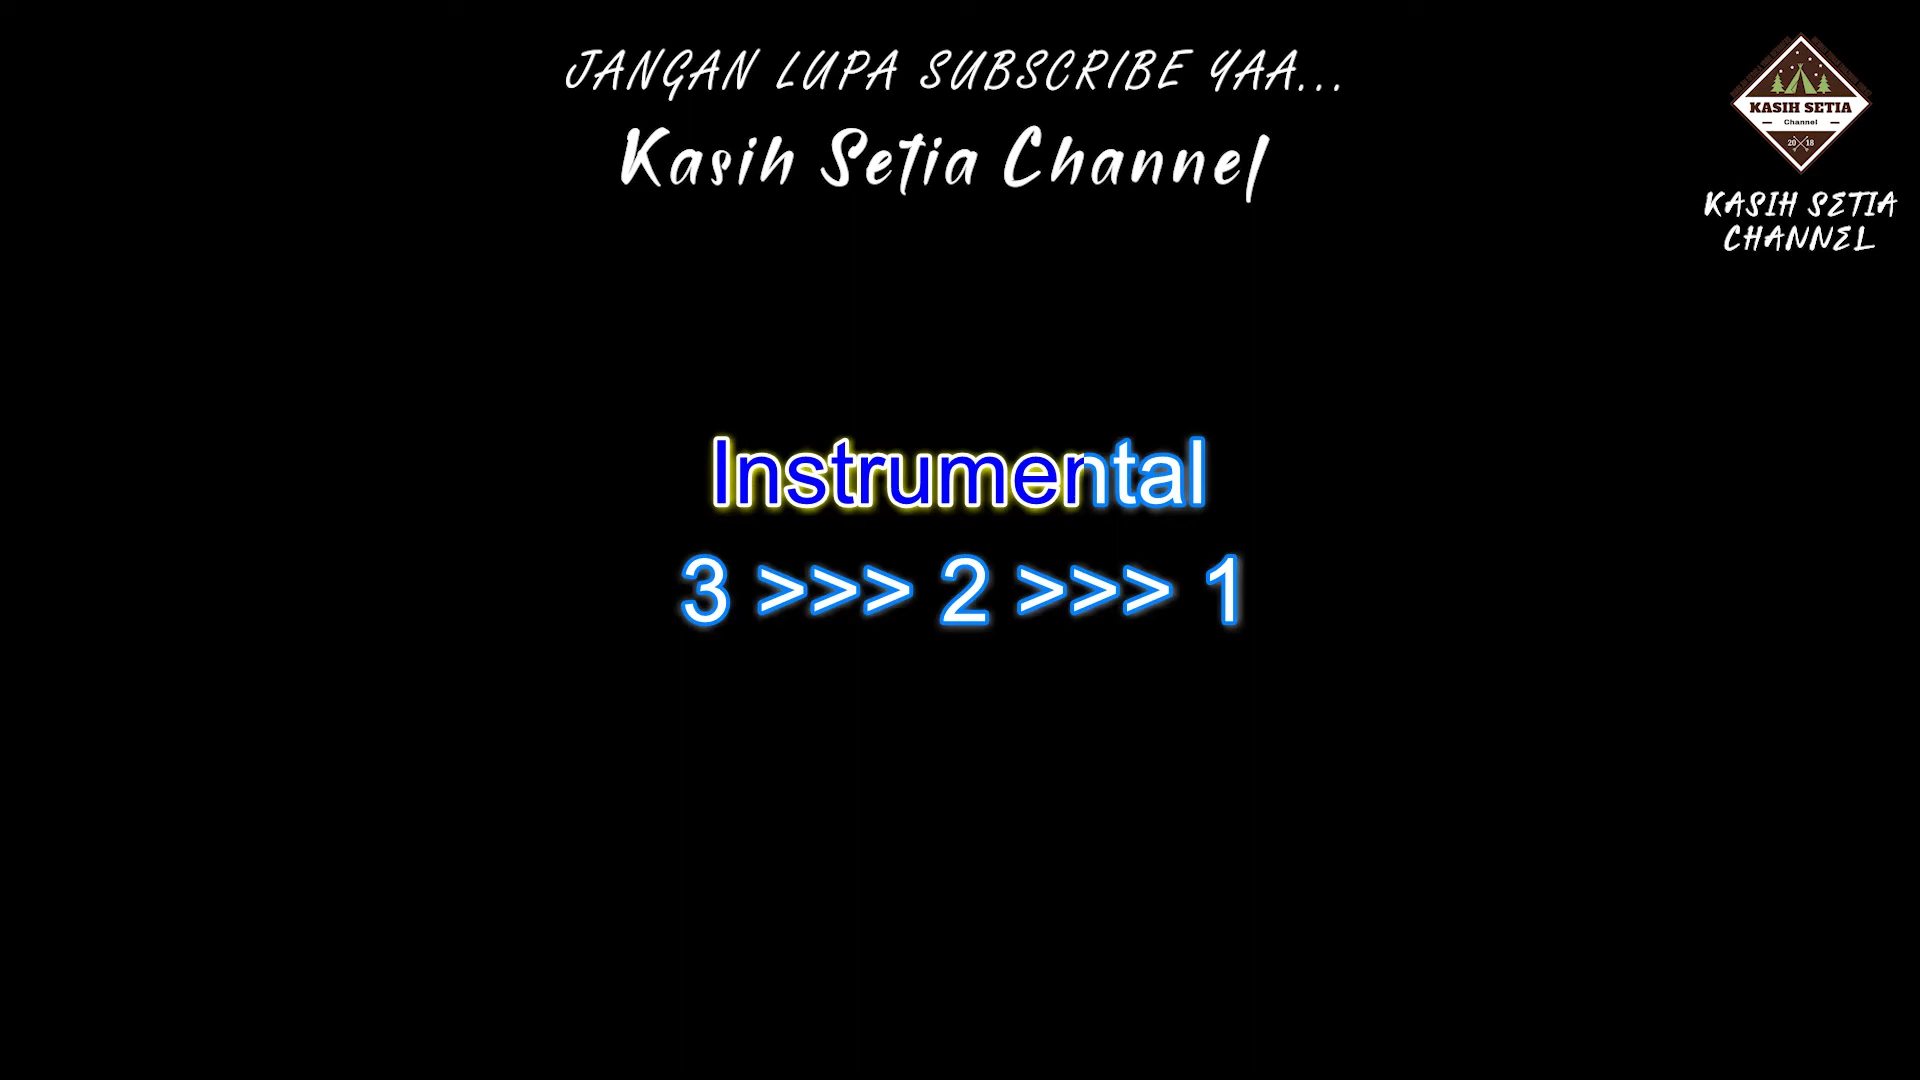 JANGAN LUPA SUBSCRIBE YAA...
Kasih Setia Channel
KASIH SETIA
Channel
20 18
KASIH SETIA
CHANNEL
Instrumental
3 >>> 2 >>> 1